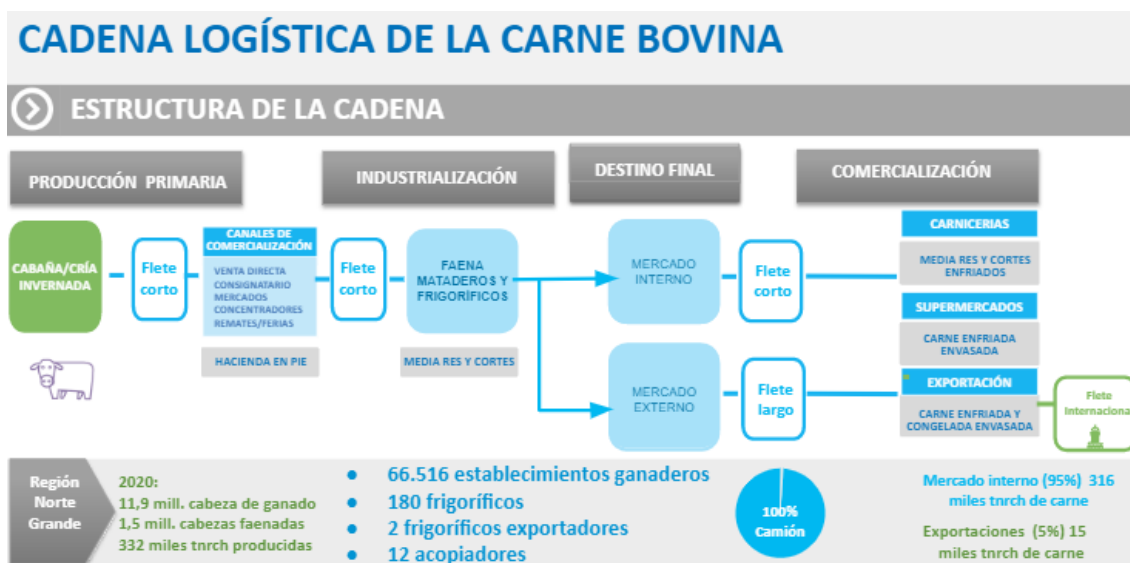 CADENA LOGÍSTICA DE LA CARNE BOVINA
ESTRUCTURA DE LA CADENA
PRODUCCIÓN PRIMARIA
INDUSTRIALIZACIÓN
DESTINO FINAL
COMERCIALIZACIÓN
CABAÑA/CRÍA
INVERNADA
Flete
corto
CANALES DE
COMERCIALIZACIÓN
VENTA DIRECTA
CONSIGNATARIO
MERCADOS
CONCENTRADORES
REMATES/FERIAS
HACIENDA EN PIE
Flete
corto
FAENA
MATADEROS Y
FRIGORÍFICOS
MEDIA RES Y CORTES
MERCADO
INTERNO
Flete
corto
MERCADO
EXTERNO
Flete
largo
CARNICERIAS
MEDIA RES Y CORTES
ENFRIADOS
SUPERMERCADOS
CARNE ENFRIADA
ENVASADA
EXPORTACIÓN
CARNE ENFRIADA Y
CONGELADA ENVASADA
Flete
Internaciona
Región
Norte
Grande
2020:
11,9 mill. cabeza de ganado
1,5 mill. cabezas faenadas
332 miles tnrch producidas
● 66.516 establecimientos ganaderos
● 180 frigoríficos
● 2 frigoríficos exportadores
● 12 acopiadores
100%
Camión
Mercado interno (95%) 316
miles tnrch de carne
Exportaciones (5%) 15
miles tnrch de carne